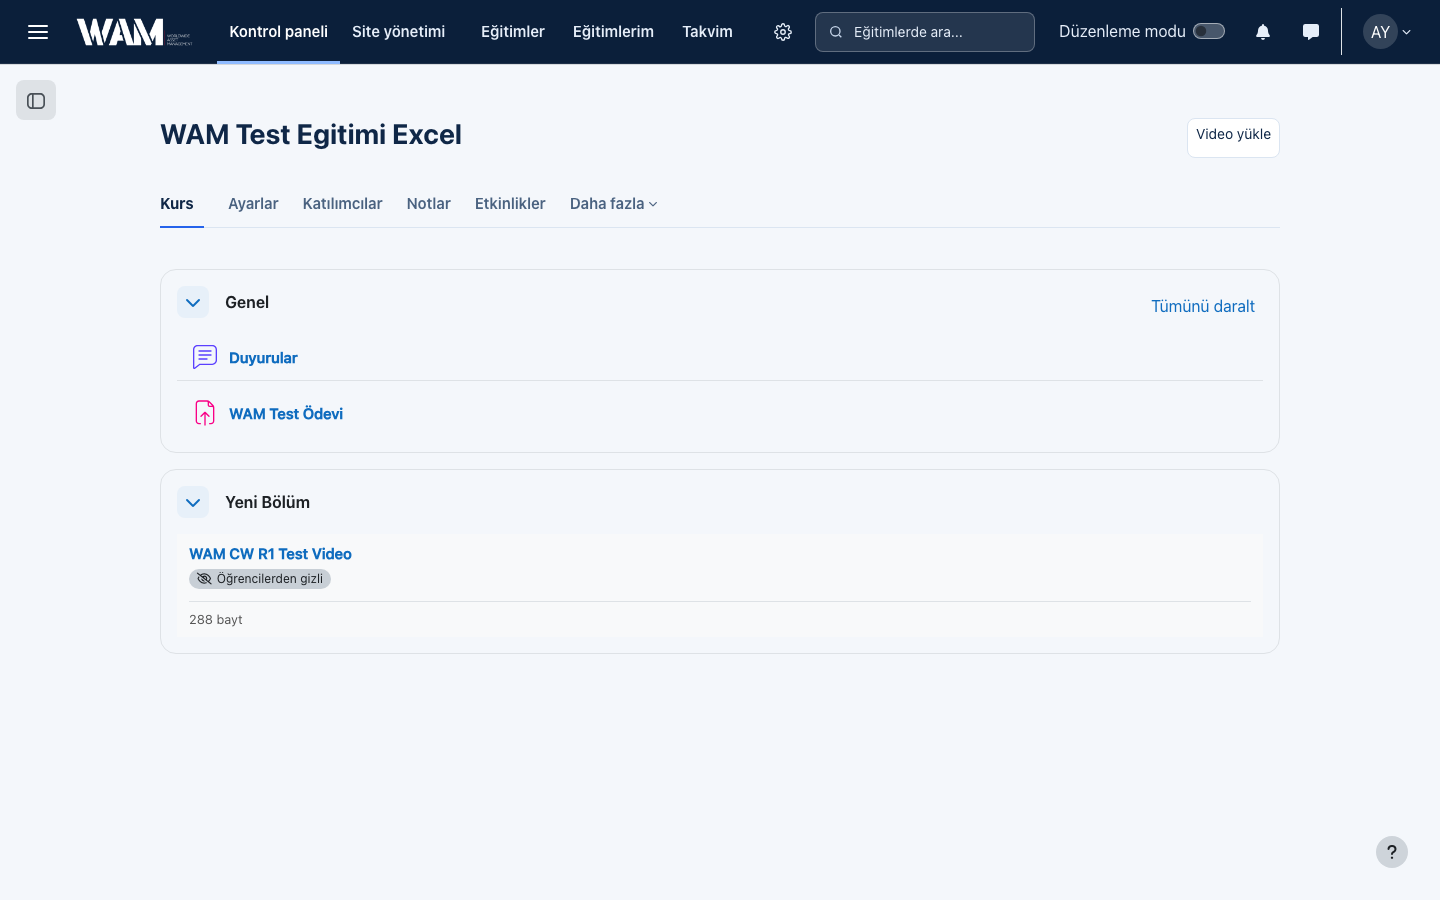 WAM
Kontrol paneli
Site yönetimi
Eğitimler
Eğitimlerim
Takvim
Eğitimlerde ara...
Düzenleme modu
AY
WAM Test Egitimi Excel
Video yükle
Kurs
Ayarlar
Katılımcılar
Notlar
Etkinlikler
Daha fazla
Genel
Tümünü daralt
Duyurular
WAM Test Ödevi
Yeni Bölüm
WAM CW R1 Test Video
Öğrencilerden gizli
288 bayt
?